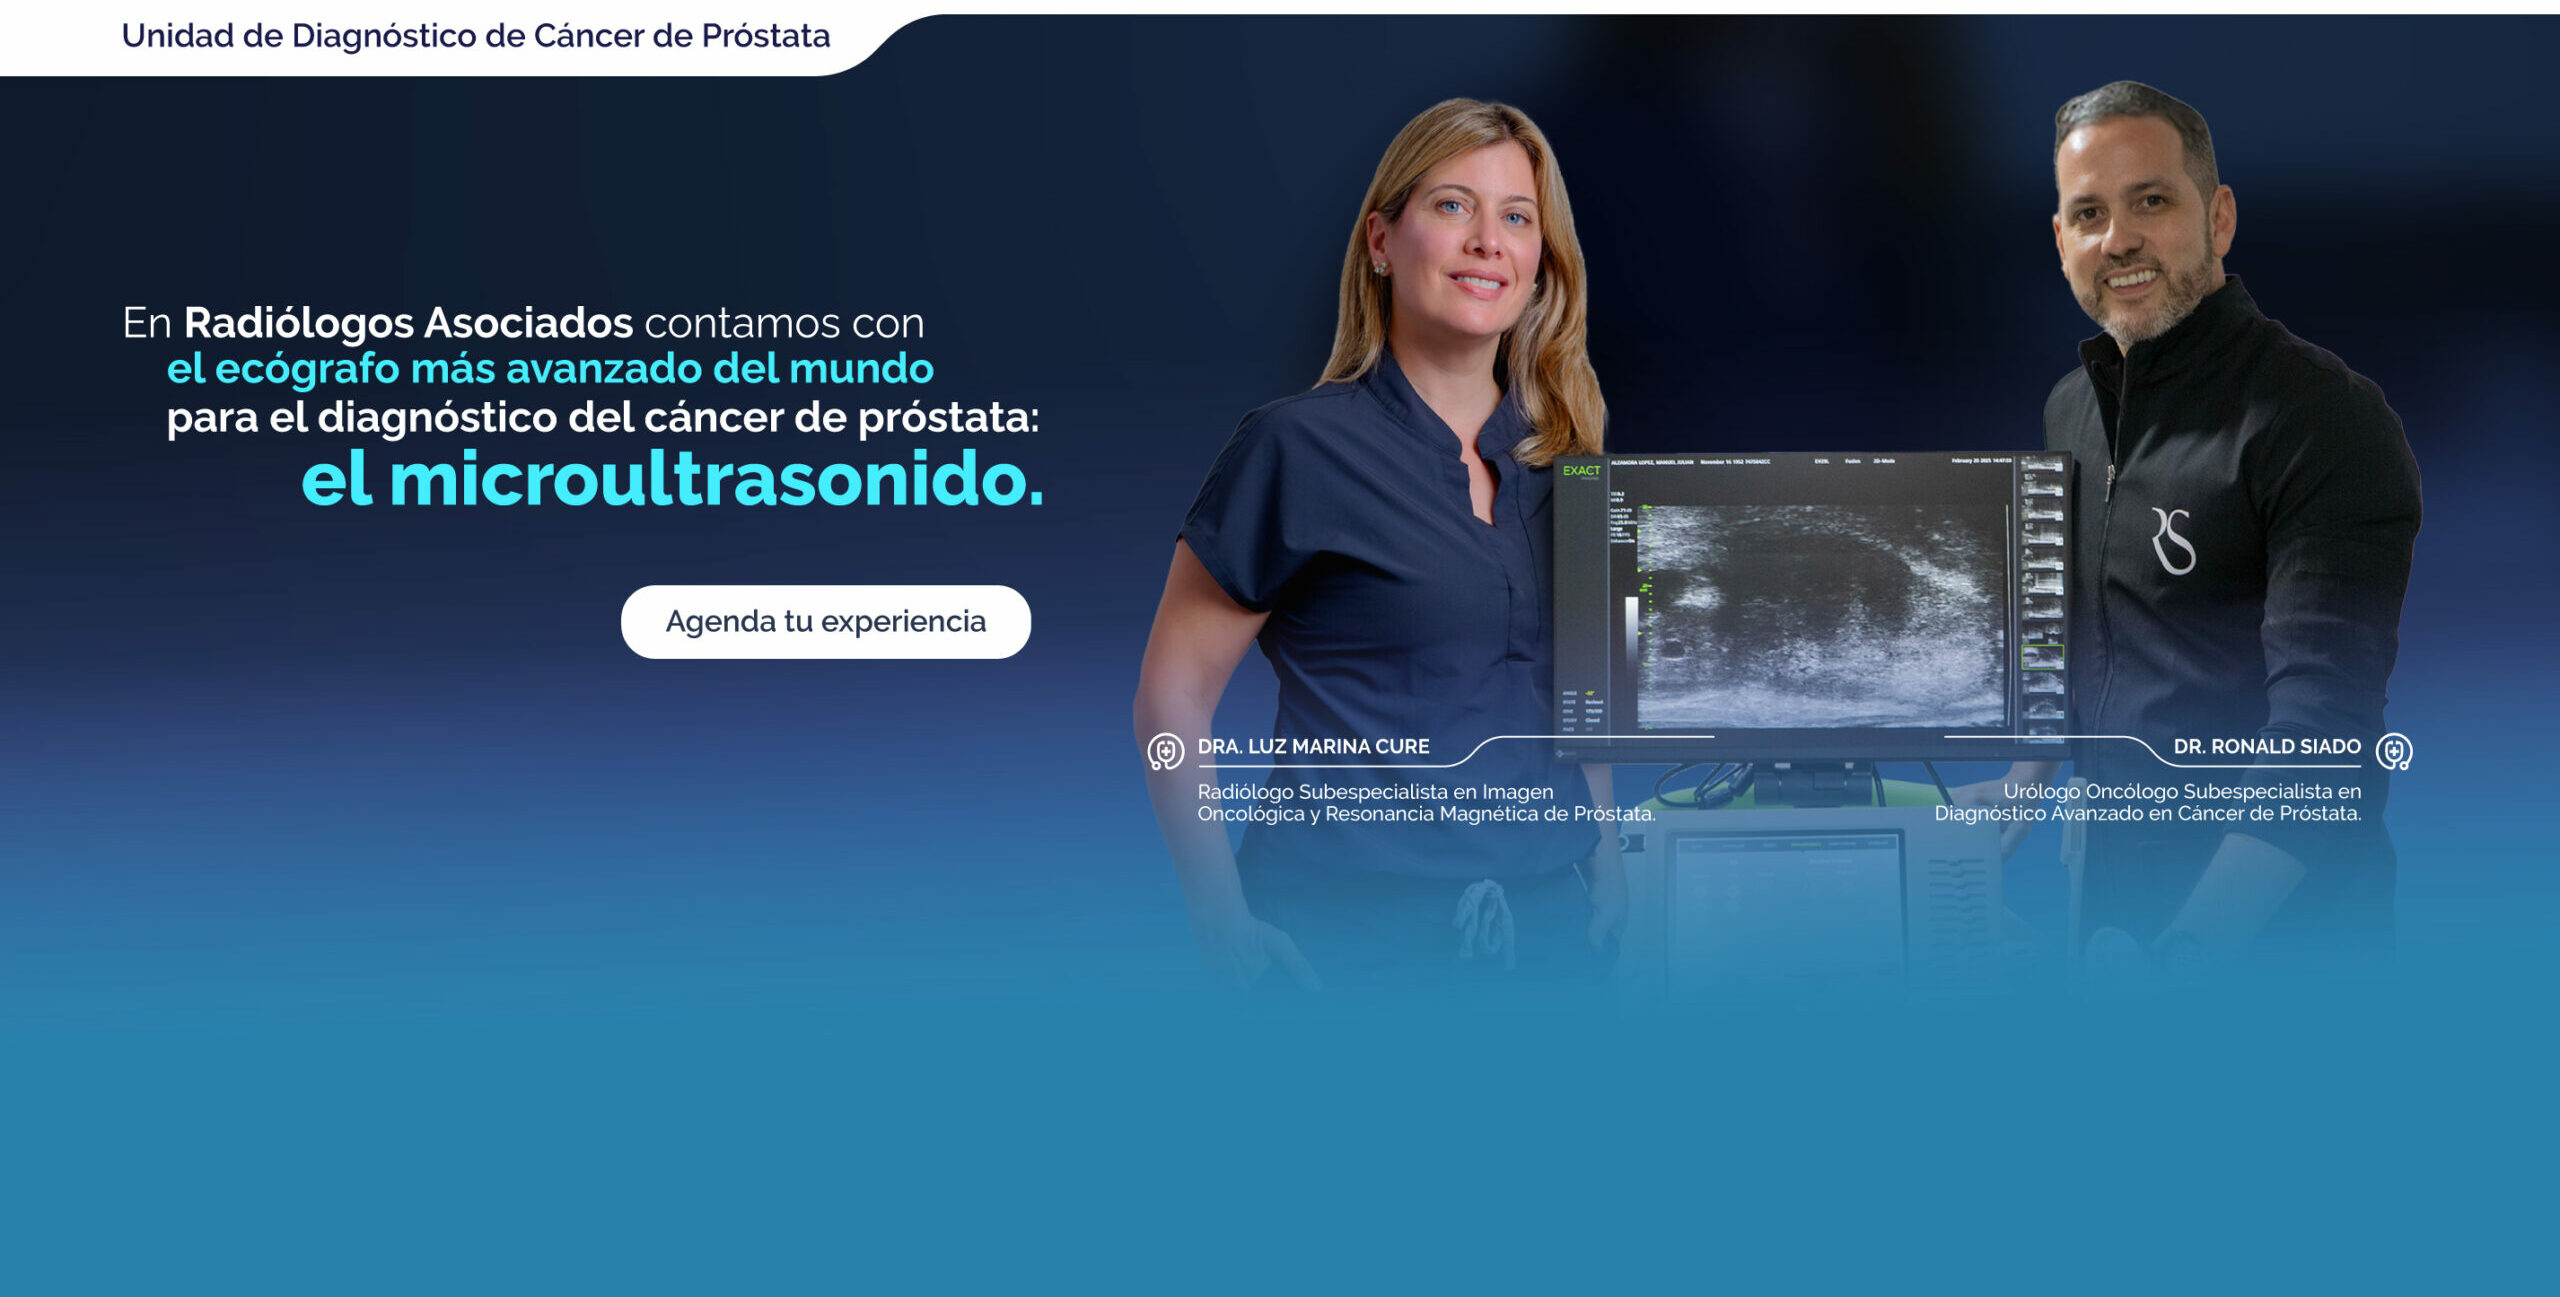 Unidad de Diagnóstico de Cáncer de Próstata
En Radiólogos Asociados contamos con
el ecógrafo más avanzado del mundo
para el diagnóstico del cáncer de próstata:
el microultrasonido.
Agenda tu experiencia
EXACT
RS
DRA. LUZ MARINA CURE
Radiólogo Subespecialista en Imagen
Oncológica y Resonancia Magnética de Próstata.
DR. RONALD SIADO
Urólogo Oncólogo Subespecialista en
Diagnóstico Avanzado en Cáncer de Próstata.